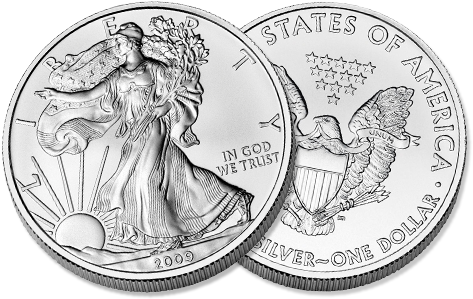 LIBERTY
IN GOD
WE TRUST
2009
STATES OF AMERICA
SILVER~ONE DOLLAR